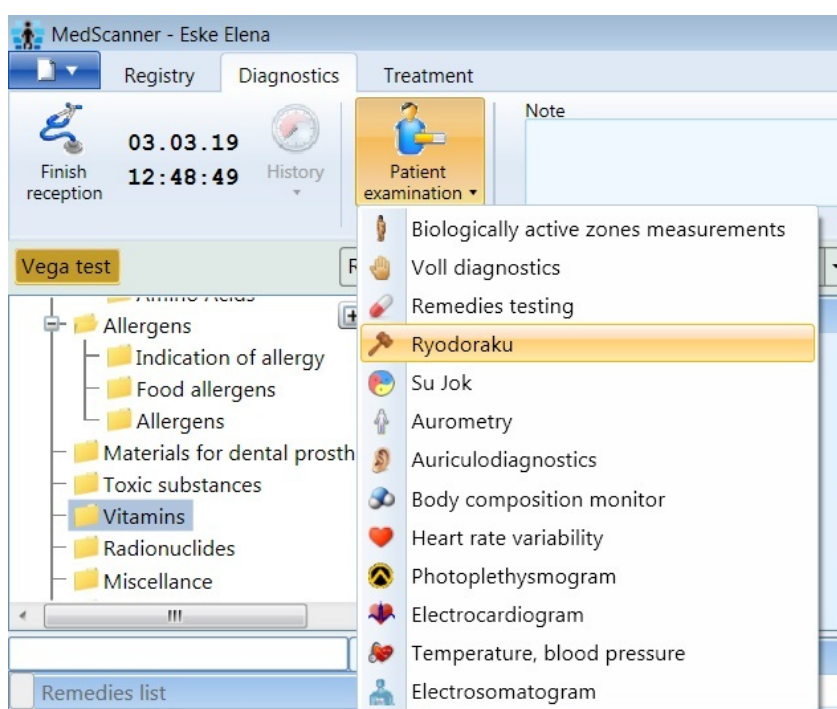 MedScanner - Eske Elena
Registry Diagnostics Treatment
Finish reception
03.03.19
12:48:49
History
Patient examination
Note
Vega test
R
Amino Acids
Allergens
Indication of allergy
Food allergens
Allergens
Materials for dental prosth
Toxic substances
Vitamins
Radionuclides
Miscellance
Remedies list
Biologically active zones measurements
Voll diagnostics
Remedies testing
Ryodoraku
Su Jok
Aurometry
Auriculodiagnostics
Body composition monitor
Heart rate variability
Photoplethysmogram
Electrocardiogram
Temperature, blood pressure
Electrosomatogram